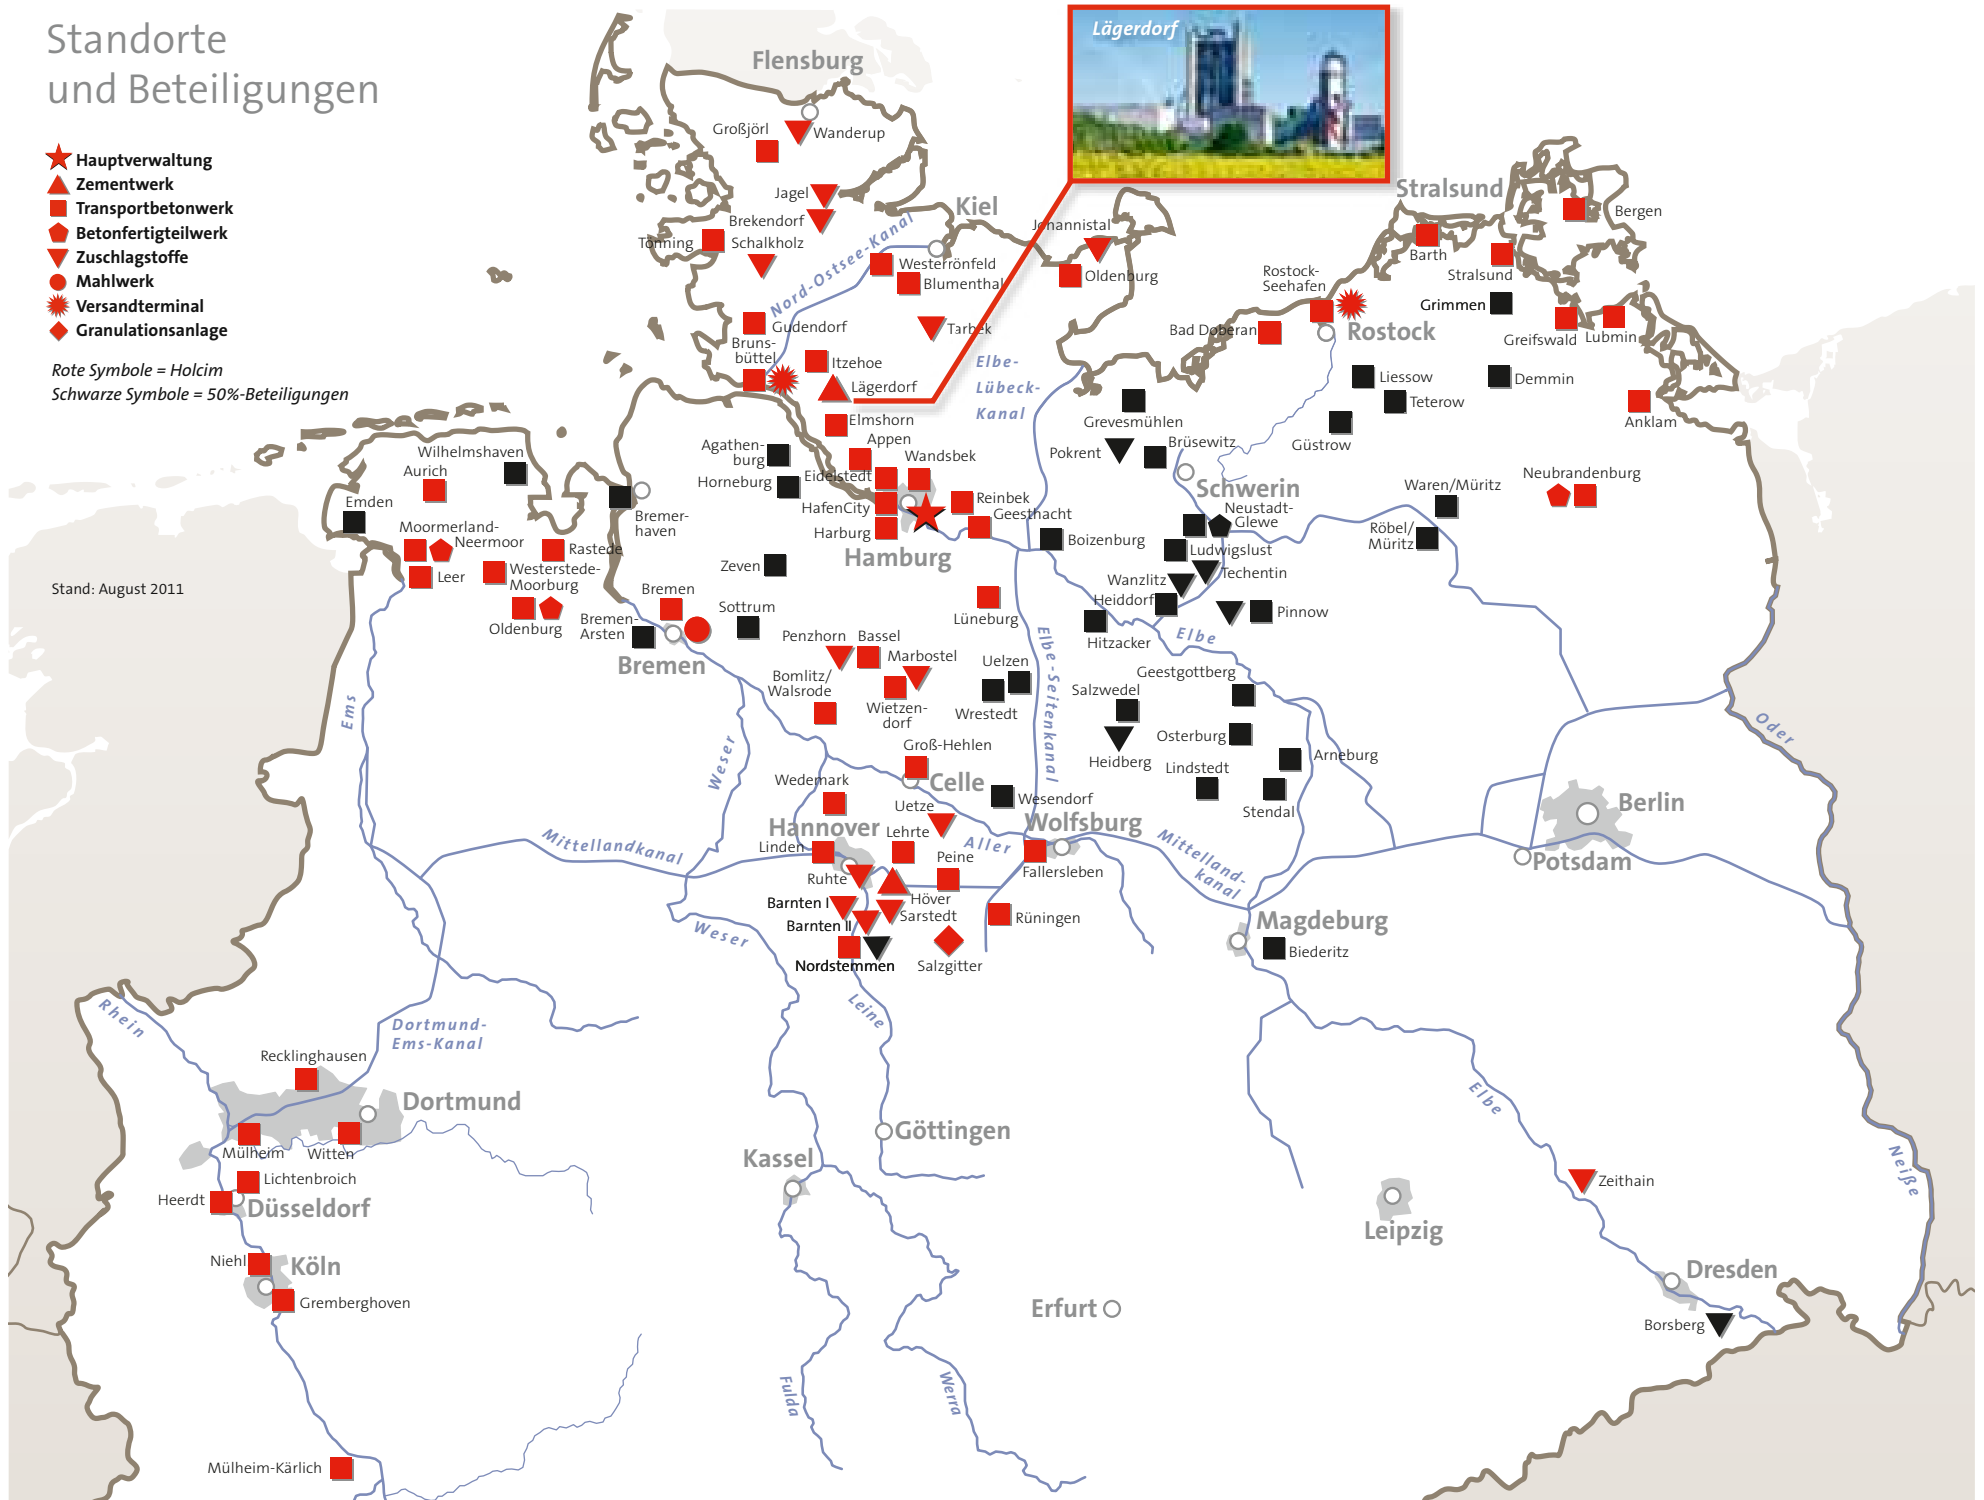 Standorte
und Beteiligungen
Hauptverwaltung
Zementwerk
Transportbetonwerk
Betonfertigteilwerk
Zuschlagstoffe
Mahlwerk
Versandterminal
Granulationsanlage
Rote Symbole = Holcim
Schwarze Symbole = 50%-Beteiligungen
Stand: August 2011
Lägerdorf
Flensburg
Großjörl
Wanderup
Jagel
Brekendorf
Tönning
Schalkholz
Nord-Ostsee-Kanal
Kiel
Westerrönfeld
Blumenthal
Johannistal
Oldenburg
Gudendorf
Tarbek
Bruns-
büttel
Itzehoe
Lägerdorf
Elbe-
Lübeck-
Kanal
Elmshorn
Appen
Wandsbek
Eidelstedt
HafenCity
Harburg
Reinbek
Geesthacht
Hamburg
Agathen-
burg
Horneburg
Stralsund
Bergen
Barth
Stralsund
Rostock-
Seehafen
Grimmen
Bad Doberan
Rostock
Greifswald
Lubmin
Liessow
Teterow
Demmin
Güstrow
Anklam
Grevesmühlen
Pokrent
Brüsewitz
Schwerin
Neustadt-
Glewe
Waren/Müritz
Röbel/
Müritz
Neubrandenburg
Wilhelmshaven
Aurich
Emden
Moormerland-
Neermoor
Leer
Rastede
Westerstede-
Moorburg
Oldenburg
Bremer-
haven
Bremen
Bremen-
Arsten
Bremen
Zeven
Sottrum
Boizenburg
Ludwigslust
Techentin
Wanzlitz
Heiddorf
Pinnow
Hitzacker
Elbe
Lüneburg
Elbe-Seitenkanal
Penzhorn
Bassel
Marbostel
Bomlitz/
Walsrode
Wietzen-
dorf
Uelzen
Wrestedt
Salzwedel
Heidberg
Geestgottberg
Osterburg
Arneburg
Lindstedt
Stendal
Ems
Weser
Groß-Hehlen
Celle
Wedemark
Uetze
Wesendorf
Wolfsburg
Hannover
Linden
Lehrte
Peine
Aller
Fallersleben
Ruhte
Höver
Barnten I
Barnten II
Sarstedt
Rüningen
Nordstemmen
Salzgitter
Mittellandkanal
Mittelland-
kanal
Weser
Leine
Magdeburg
Biederitz
Berlin
Potsdam
Oder
Rhein
Dortmund-
Ems-Kanal
Recklinghausen
Dortmund
Mülheim
Witten
Lichtenbroich
Heerdt
Düsseldorf
Niehl
Köln
Gremberghoven
Mülheim-Kärlich
Göttingen
Kassel
Fulda
Werra
Erfurt
Leipzig
Elbe
Zeithain
Neiße
Dresden
Borsberg